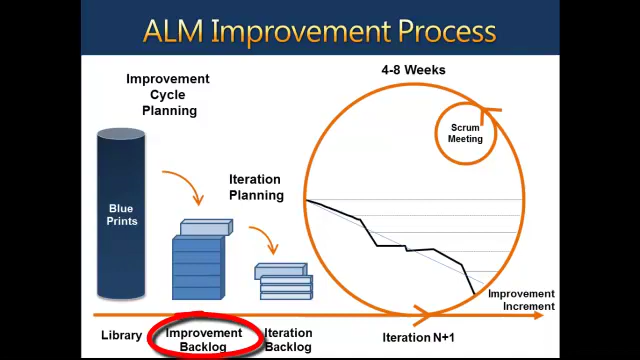 ALM Improvement Process
4-8 Weeks
Improvement
Cycle
Planning
Scrum
Meeting
Iteration
Planning
Blue
Prints
Improvement
Increment
Library
Improvement
Backlog
Iteration
Backlog
Iteration N+1